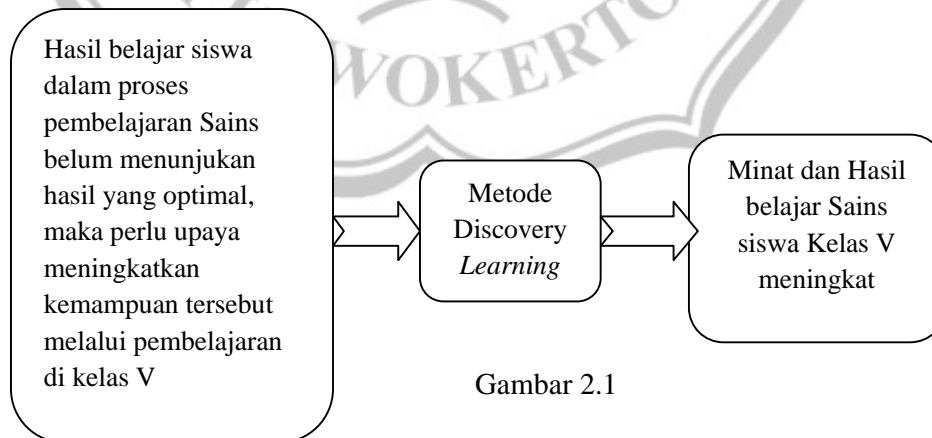 WOKERTO
Hasil belajar siswa
dalam proses
pembelajaran Sains
belum menunjukan
hasil yang optimal,
maka perlu upaya
meningkatkan
kemampuan tersebut
melalui pembelajaran
di kelas V
Metode
Discovery
Learning
Minat dan Hasil
belajar Sains
siswa Kelas V
meningkat
Gambar 2.1